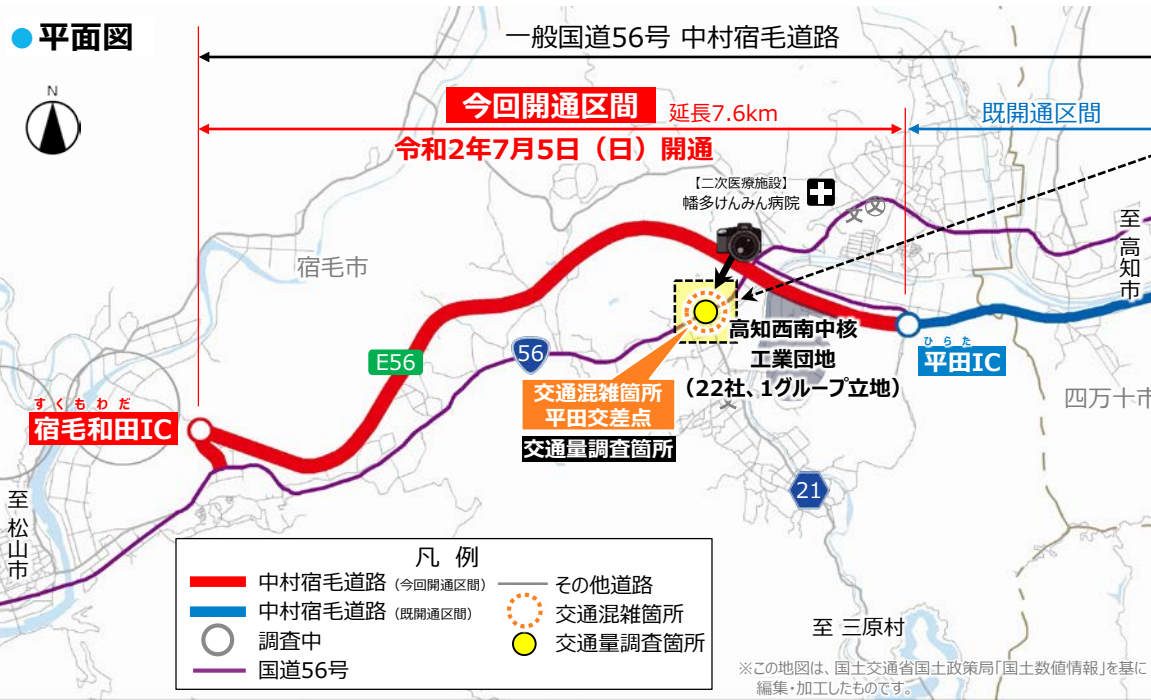 ●平面図
一般国道56号 中村宿毛道路
N
今回開通区間 延長7.6km
既開通区間
令和2年7月5日（日）開通
【二次医療施設】
幡多けんみん病院
至 高知市
宿毛市
高知西南中核
工業団地
（22社、1グループ立地）
ひらた
平田IC
56
E56
交通混雑箇所
平田交差点
交通量調査箇所
四万十市
すくもわだ
宿毛和田IC
21
至 松山市
凡 例
中村宿毛道路（今回開通区間）
中村宿毛道路（既開通区間）
調査中
国道56号
その他道路
交通混雑箇所
交通量調査箇所
至 三原村
※この地図は、国土交通省国土政策局「国土数値情報」を基に
編集・加工したものです。